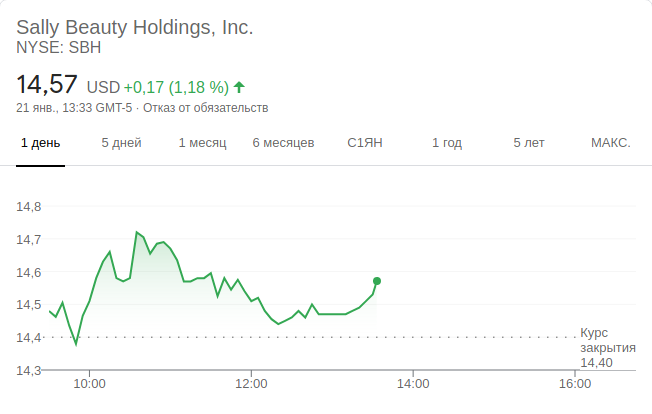 Sally Beauty Holdings, Inc.
NYSE: SBH
14,57 USD +0,17 (1,18 %)
21 янв., 13:33 GMT-5 · Отказ от обязательств
1 день 5 дней 1 месяц 6 месяцев С1ЯН 1 год 5 лет МАКС.
14,8
14,7
14,6
14,5
14,4
14,3
Курс
закрытия
14,40
10:00 12:00 14:00 16:00